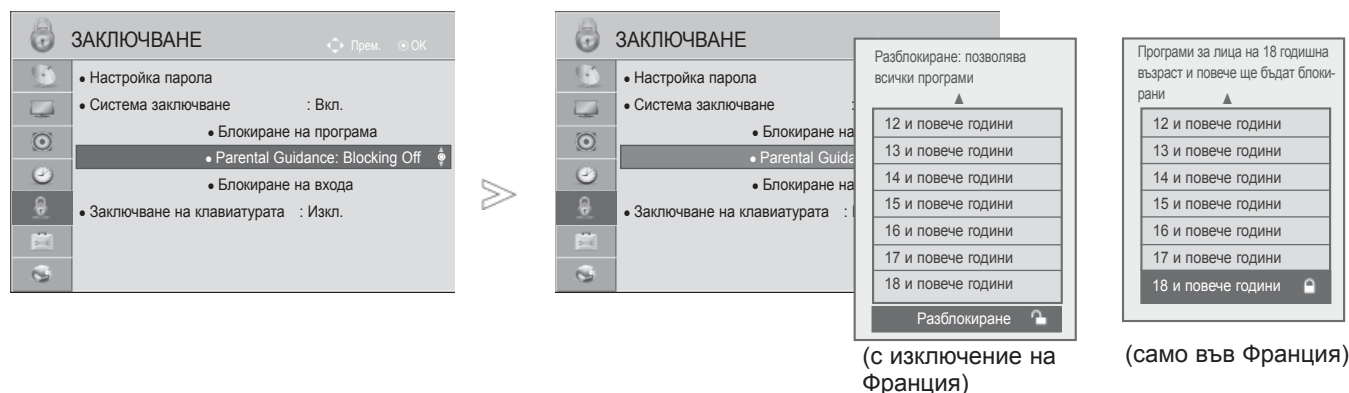 ЗАКЛЮЧВАНЕ
Прем. OK
• Настройка парола
• Система заключване : Вкл.
• Блокиране на програма
• Parental Guidance: Blocking Off
• Блокиране на входа
• Заключване на клавиатурата : Изкл.
ЗАКЛЮЧВАНЕ
• Настройка парола
• Система заключване :
• Блокиране на
• Parental Guida
• Блокиране на
• Заключване на клавиатурата :
Разблокиране: позволява
всички програми
12 и повече години
13 и повече години
14 и повече години
15 и повече години
16 и повече години
17 и повече години
18 и повече години
Разблокиране
(с изключение на
Франция)
Програми за лица на 18 годишна
възраст и повече ще бъдат блоки-
рани
12 и повече години
13 и повече години
14 и повече години
15 и повече години
16 и повече години
17 и повече години
18 и повече години
(само във Франция)